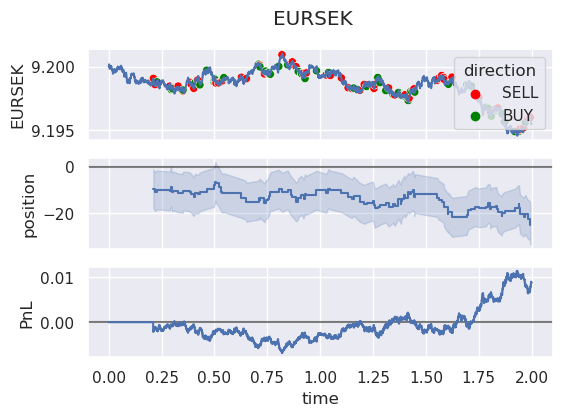 EURSEK
EURSEK
9.200
9.195
direction
SELL
BUY
position
0
−20
PnL
0.01
0.00
0.00 0.25 0.50 0.75 1.00 1.25 1.50 1.75 2.00
time